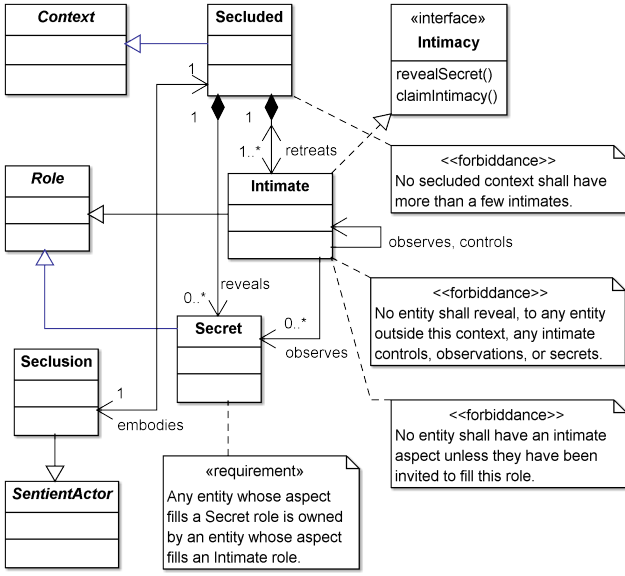 Context
Secluded
«interface»
Intimacy
revealSecret()
claimIntimacy()
1
1
1
1..*
retreats
<<forbiddance>>
No secluded context shall have
more than a few intimates.
Role
Intimate
observes, controls
reveals
0..*
0..*
observes
<<forbiddance>>
No entity shall reveal, to any entity
outside this context, any intimate
controls, observations, or secrets.
Secret
Seclusion
1
embodies
<<forbiddance>>
No entity shall have an intimate
aspect unless they have been
invited to fill this role.
SentientActor
«requirement»
Any entity whose aspect
fills a Secret role is owned
by an entity whose aspect
fills an Intimate role.